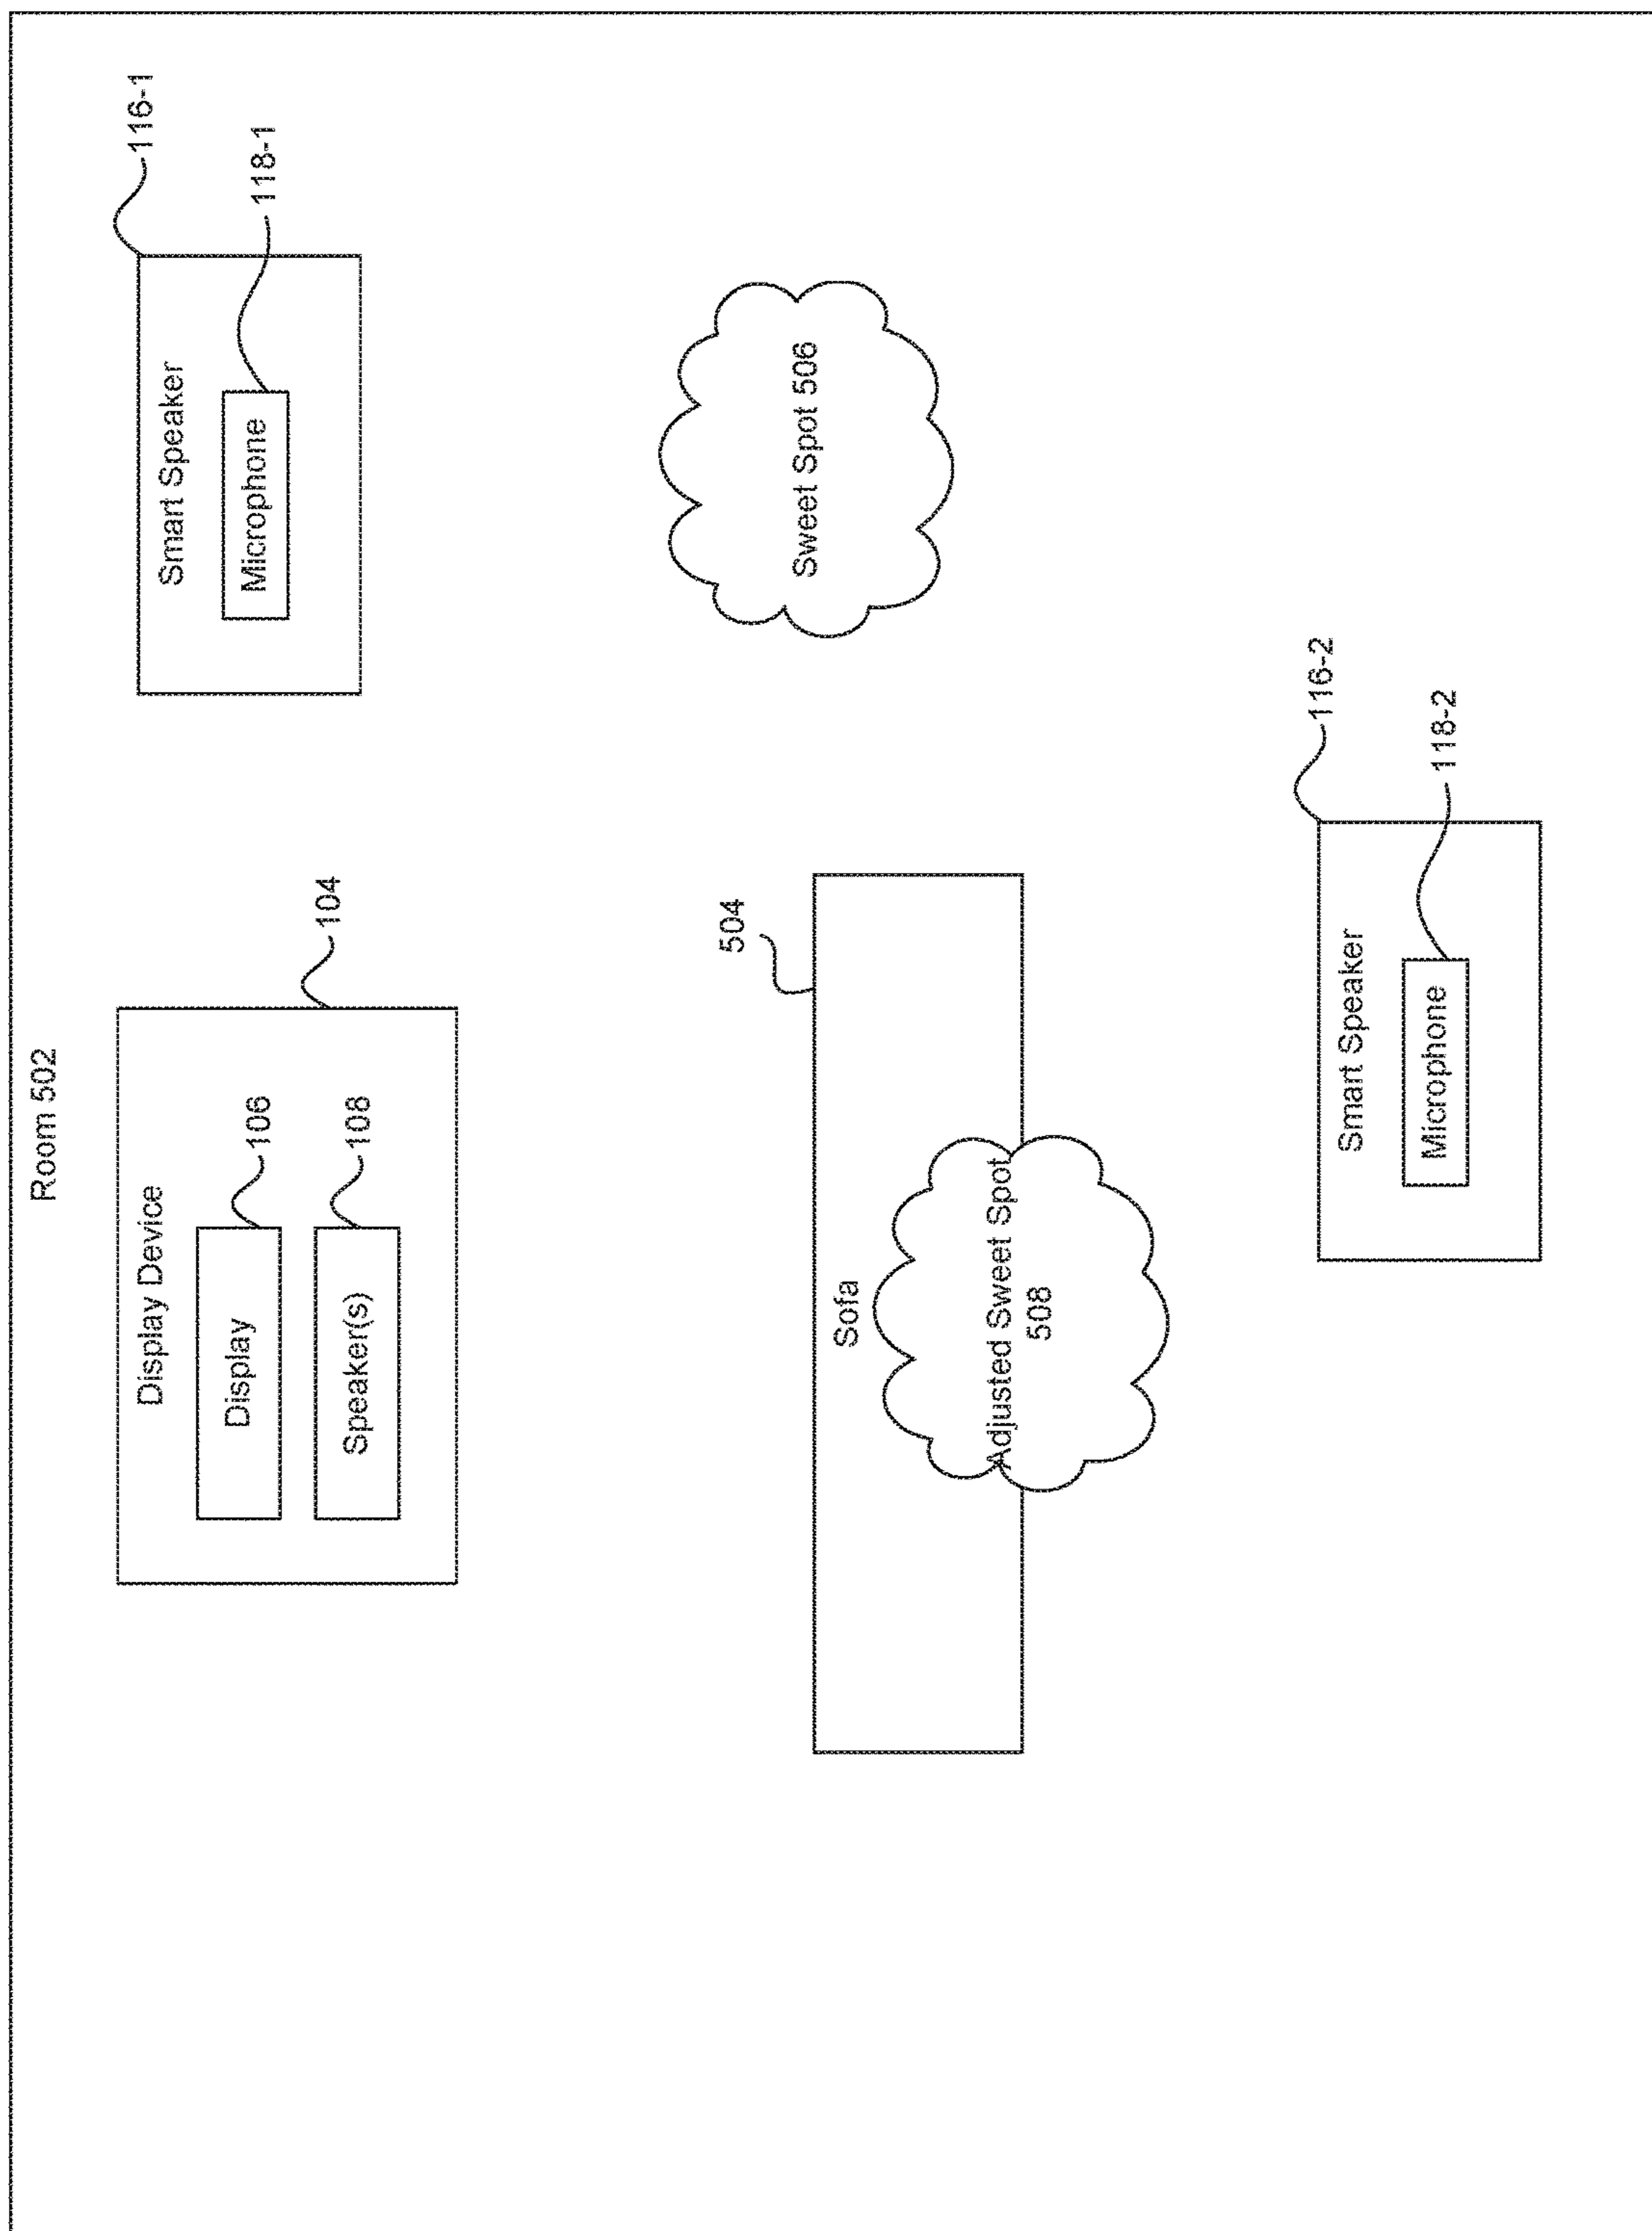 Room 502
Display Device
Display
106
Speaker(s)
108
104
Smart Speaker
116-1
Microphone
118-1
504
Sofa
Adjusted Sweet Spot
508
Sweet Spot 506
Smart Speaker
116-2
Microphone
118-2